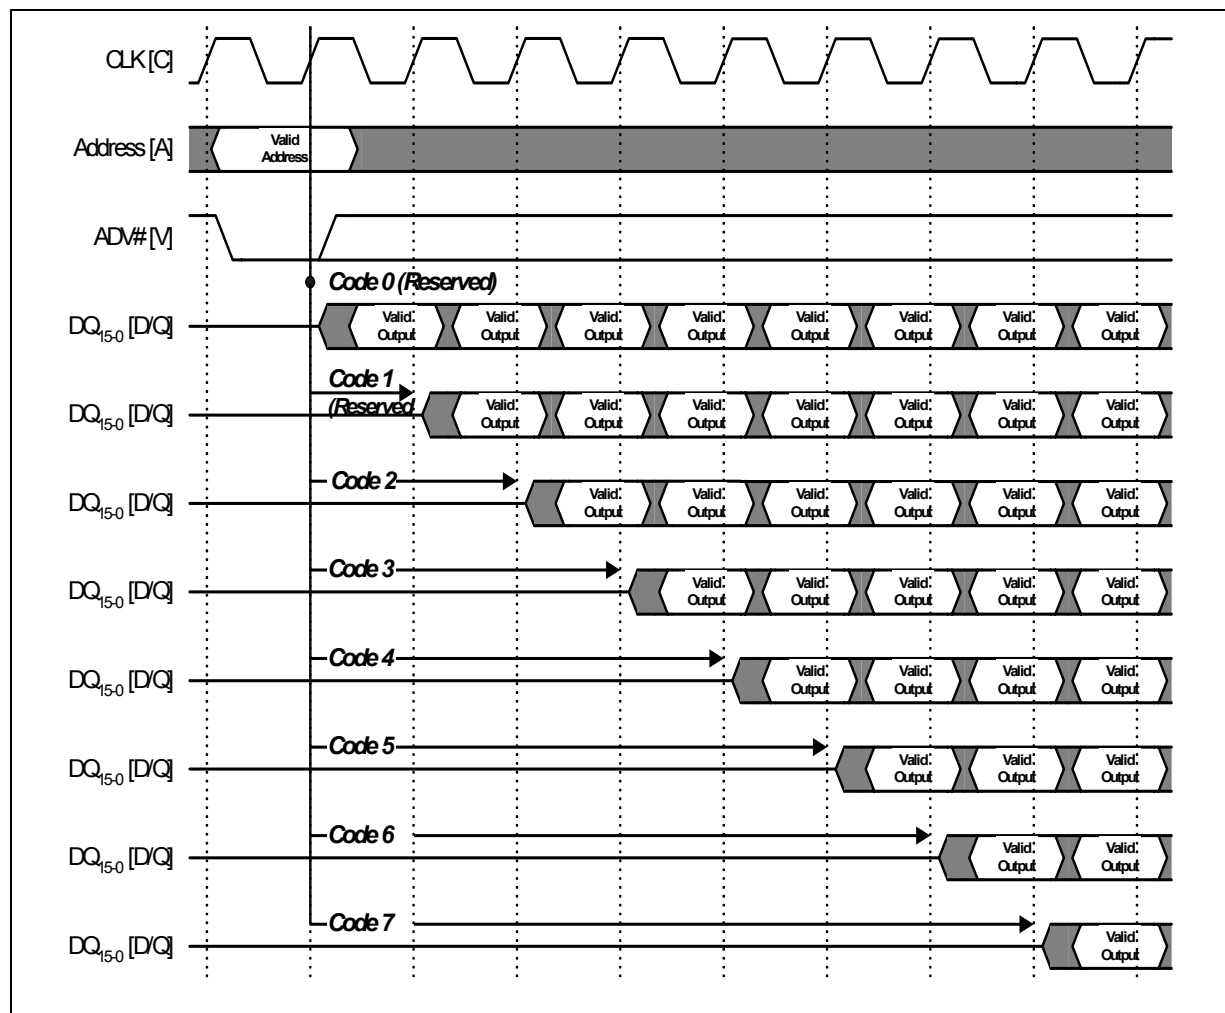 CLK [C]
Address [A]
Valid
Address
ADV# [V]
Code 0 (Reserved)
DQ15-0 [D/Q]
Valid Valid Valid Valid Valid Valid Valid Valid
Output Output Output Output Output Output Output Output
Code 1
(Reserved
DQ15-0 [D/Q]
Valid Valid Valid Valid Valid Valid Valid
Output Output Output Output Output Output Output
Code 2
DQ15-0 [D/Q]
Valid Valid Valid Valid Valid Valid
Output Output Output Output Output Output
Code 3
DQ15-0 [D/Q]
Valid Valid Valid Valid Valid
Output Output Output Output Output
Code 4
DQ15-0 [D/Q]
Valid Valid Valid Valid
Output Output Output Output
Code 5
DQ15-0 [D/Q]
Valid Valid Valid
Output Output Output
Code 6
DQ15-0 [D/Q]
Valid Valid
Output Output
Code 7
DQ15-0 [D/Q]
Valid
Output